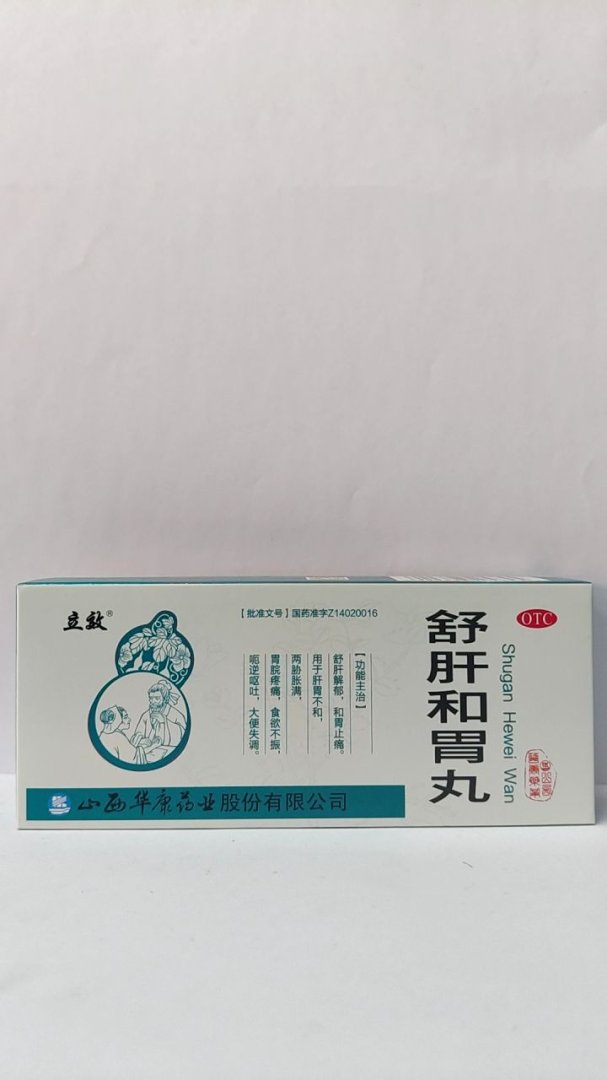 立效®
【批准文号】国药准字Z14020016
【功能主治】
舒肝解郁，和胃止痛。
用于肝胃不和，
两胁胀满，
胃脘疼痛，食欲不振，
呃逆呕吐，大便失调。
舒肝和胃丸
Shugan Hewei Wan
OTC
山西华康药业股份有限公司